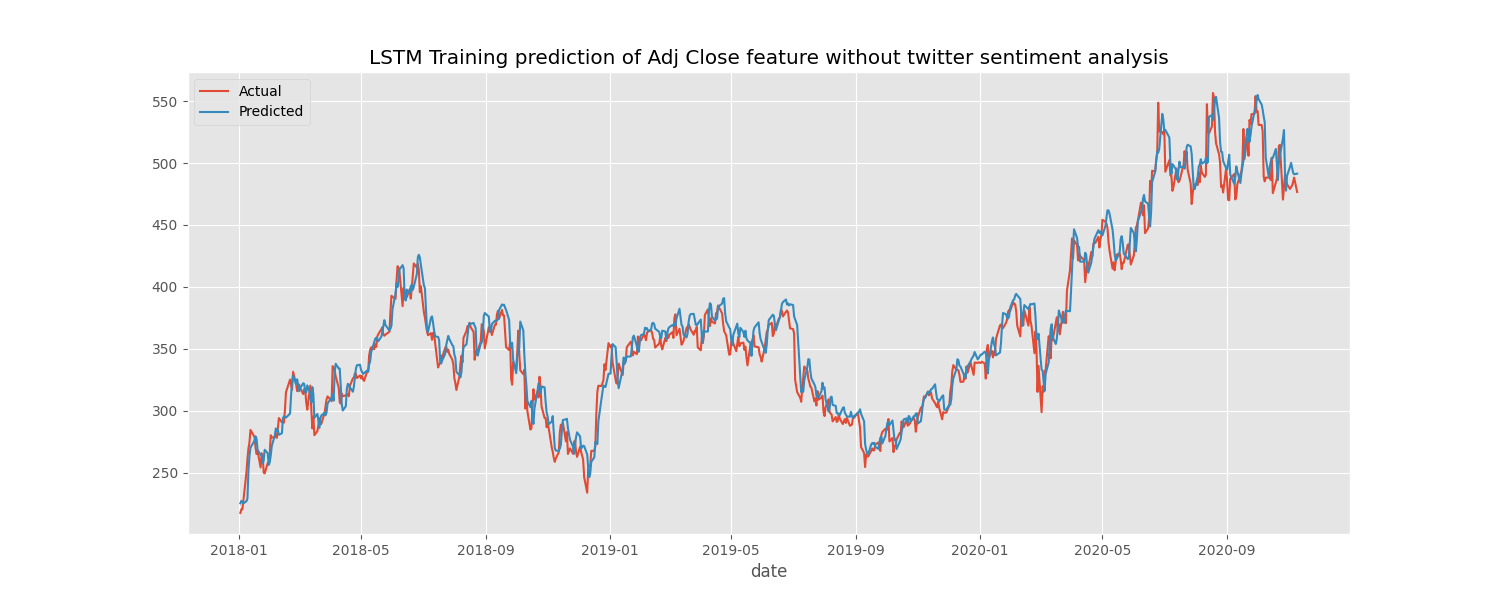 LSTM Training prediction of Adj Close feature without twitter sentiment analysis
Actual
Predicted
550
500
450
400
350
300
250
2018-01 2018-05 2018-09 2019-01 2019-05 2019-09 2020-01 2020-05 2020-09
date